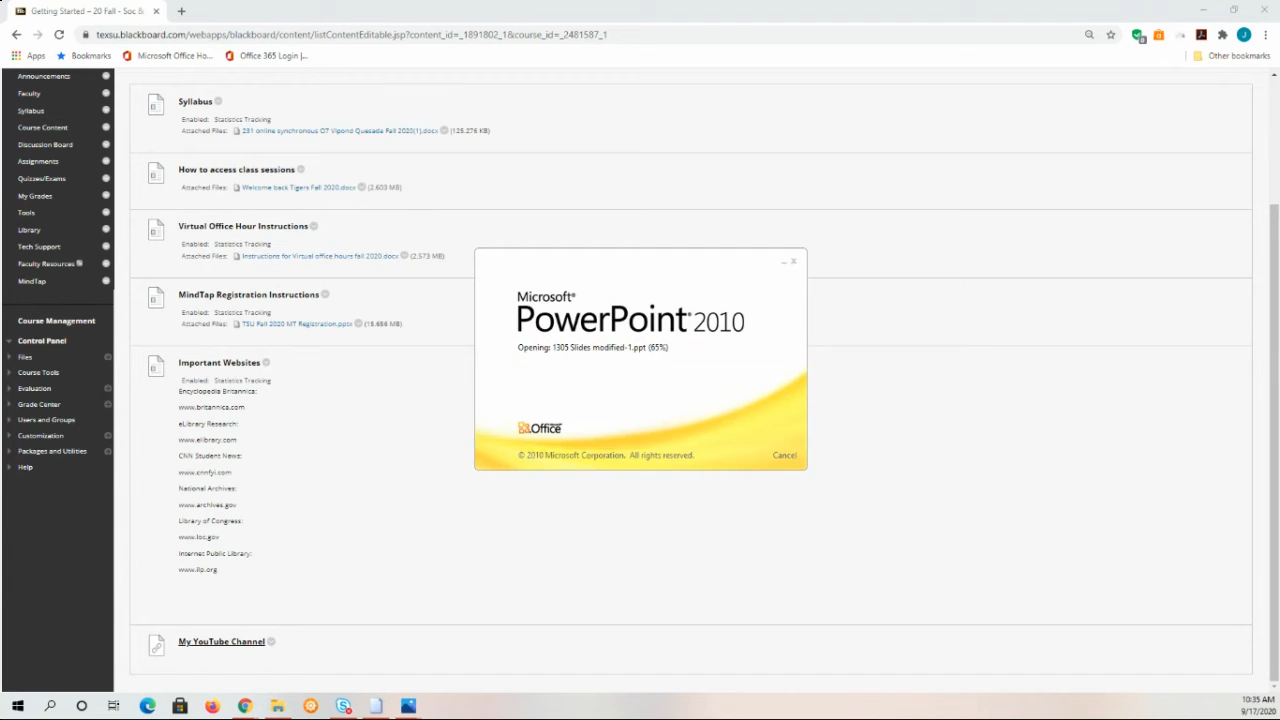 Getting Started – 20 Fall - Soc &
texsu.blackboard.com/webapps/blackboard/content/listContentEditable.jsp?content_id=_1891802_1&course_id=_2481587_1
J
Apps
Bookmarks
Microsoft Office Ho...
Office 365 Login |...
Other bookmarks
Announcements
Faculty
Syllabus
Course Content
Discussion Board
Assignments
Quizzes/Exams
My Grades
Tools
Library
Tech Support
Faculty Resources
MindTap
Course Management
Control Panel
Files
Course Tools
Evaluation
Grade Center
Users and Groups
Customization
Packages and Utilities
Help
Syllabus
Enabled: Statistics Tracking
Attached Files: 231 online synchronous OT Vipond Quesada Fall 2020(1).docx (125.276 KB)
How to access class sessions
Attached Files: Welcome back Tigers Fall 2020.docx (2.603 MB)
Virtual Office Hour Instructions
Enabled: Statistics Tracking
Attached Files: Instructions for Virtual office hours fall 2020.docx (2.573 MB)
MindTap Registration Instructions
Enabled: Statistics Tracking
Attached Files: TSU Fall 2020 MT Registration.pptx (15.656 MB)
Important Websites
Enabled: Statistics Tracking
Encyclopedia Britannica:
www.britannica.com
eLibrary Research:
www.elibrary.com
CNN Student News:
www.cnnfyi.com
National Archives:
www.archives.gov
Library of Congress:
www.loc.gov
Internet Public Library:
www.ilp.org
My YouTube Channel
Microsoft®
PowerPoint® 2010
Opening: 1305 Slides modified-1.ppt (65%)
Office
© 2010 Microsoft Corporation. All rights reserved.
Cancel
10:35 AM
9/17/2020